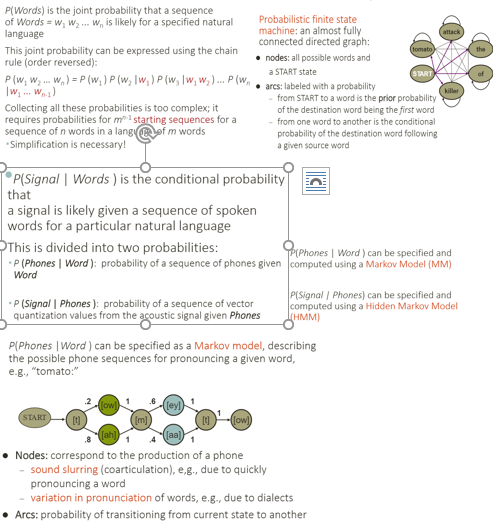 P(Words) is the joint probability that a sequence
of Words = w1 w2 ... wn is likely for a specified natural
language
This joint probability can be expressed using the chain
rule (order reversed):
P (w1 w2 ... wn ) = P (w1 ) P (w2 |w1 ) P (w3 |w1 w2 ) ... P (wn
|w1 ... wn-1 )
Collecting all these probabilities is too complex; it
requires probabilities for m^n-1 starting sequences for a
sequence of n words in a language of m words
•Simplification is necessary!
Probabilistic finite state
machine: an almost fully
connected directed graph:
• nodes: all possible words and
a START state
• arcs: labeled with a probability
– from START to a word is the prior probability
of the destination word being the first word
– from one word to another is the conditional
probability of the destination word following
a given source word
attack
tomato
the
START
of
killer
P(Signal | Words ) is the conditional probability
that
a signal is likely given a sequence of spoken
words for a particular natural language
This is divided into two probabilities:
• P (Phones | Word ): probability of a sequence of phones given
Word
• P (Signal | Phones ): probability of a sequence of vector
quantization values from the acoustic signal given Phones
P(Phones | Word ) can be specified and
computed using a Markov Model (MM)
P(Signal | Phones) can be specified and
computed using a Hidden Markov Model
(HMM)
P(Phones |Word ) can be specified as a Markov model, describing
the possible phone sequences for pronouncing a given word,
e.g., “tomato:”
.2 [ow] 1 .6 [ey] 1
START [t] [m] [t] 1 [ow]
.8 [ah] 1 .4 [aa] 1
• Nodes: correspond to the production of a phone
– sound slurring (coarticulation), e,g., due to quickly
pronouncing a word
– variation in pronunciation of words, e.g., due to dialects
• Arcs: probability of transitioning from current state to another